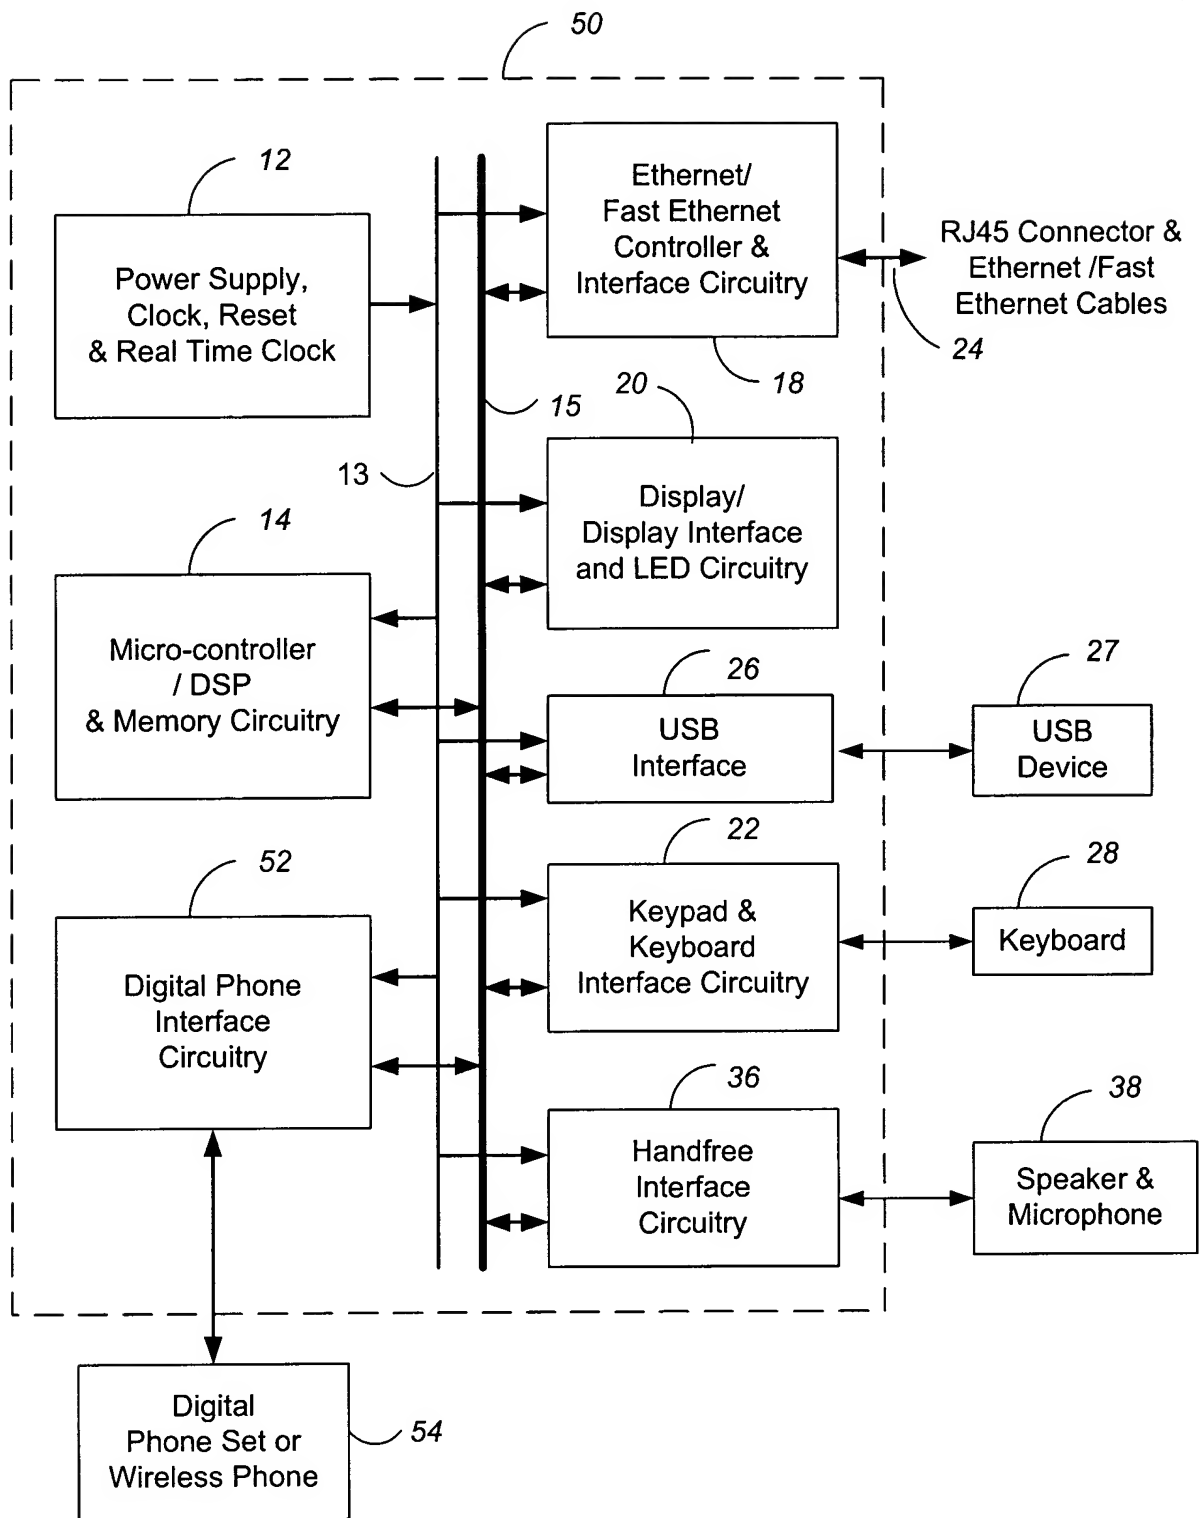 50
12
Power Supply,
Clock, Reset
& Real Time Clock
Ethernet/
Fast Ethernet
Controller &
Interface Circuitry
18
RJ45 Connector &
Ethernet /Fast
Ethernet Cables
24
13
15
20
Display/
Display Interface
and LED Circuitry
14
Micro-controller
/ DSP
& Memory Circuitry
26
USB
Interface
27
USB
Device
52
Digital Phone
Interface
Circuitry
22
Keypad &
Keyboard
Interface Circuitry
28
Keyboard
36
Handfree
Interface
Circuitry
38
Speaker &
Microphone
Digital
Phone Set or
Wireless Phone
54